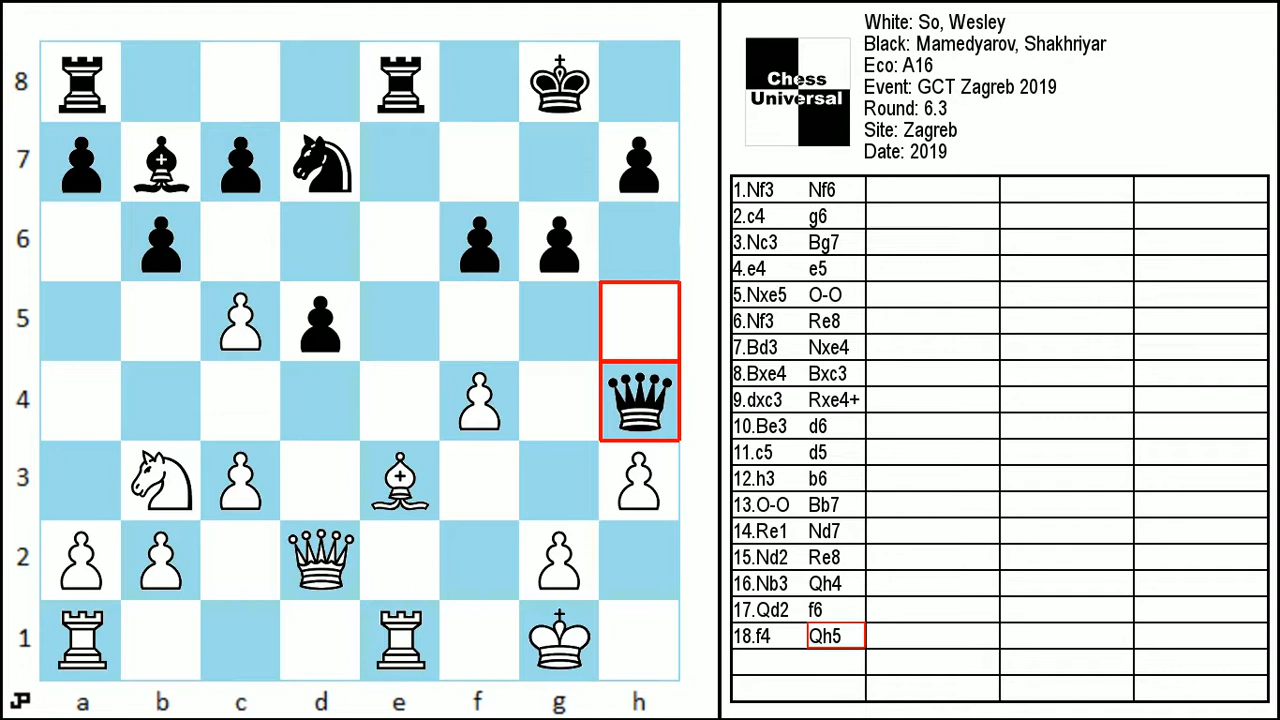 8
7
6
5
4
3
2
1
a b c d e f g h
JP
Chess
Universal
White: So, Wesley
Black: Mamedyarov, Shakhriyar
Eco: A16
Event: GCT Zagreb 2019
Round: 6.3
Site: Zagreb
Date: 2019
1.Nf3 Nf6
2.c4 g6
3.Nc3 Bg7
4.e4 e5
5.Nxe5 O-O
6.Nf3 Re8
7.Bd3 Nxe4
8.Bxe4 Bxc3
9.dxc3 Rxe4+
10.Be3 d6
11.c5 d5
12.h3 b6
13.O-O Bb7
14.Re1 Nd7
15.Nd2 Re8
16.Nb3 Qh4
17.Qd2 f6
18.f4 Qh5